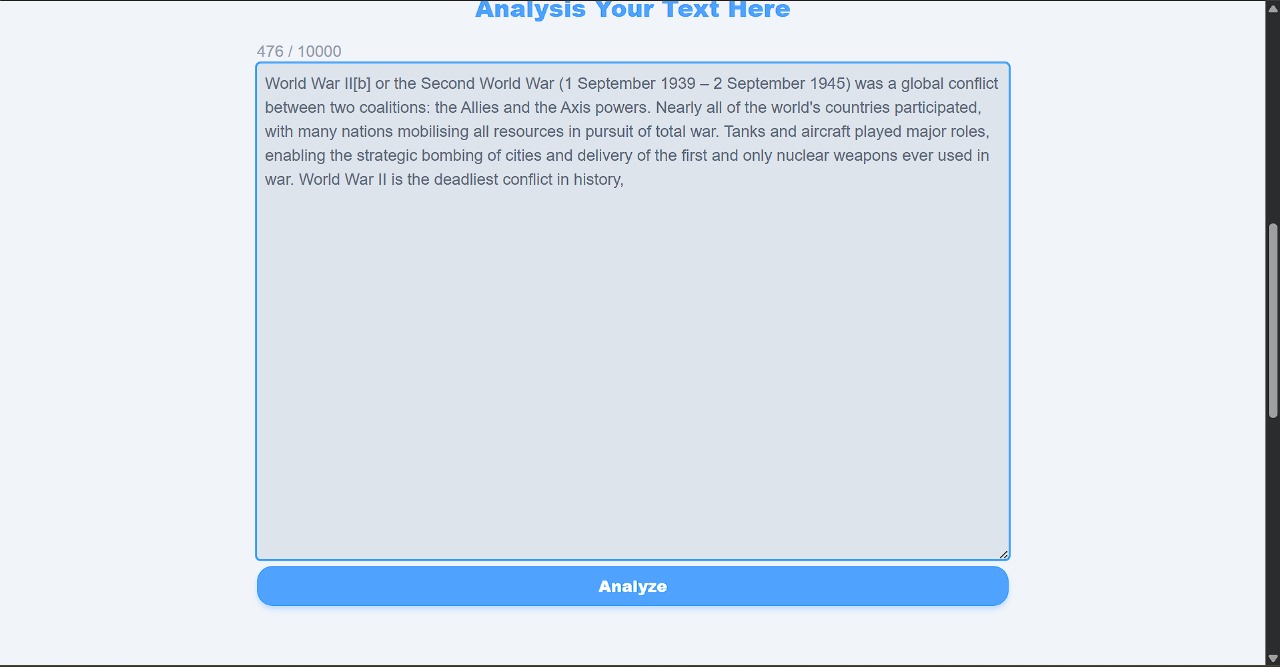 Analysis Your Text Here
476 / 10000
World War II[b] or the Second World War (1 September 1939 – 2 September 1945) was a global conflict
between two coalitions: the Allies and the Axis powers. Nearly all of the world's countries participated,
with many nations mobilising all resources in pursuit of total war. Tanks and aircraft played major roles,
enabling the strategic bombing of cities and delivery of the first and only nuclear weapons ever used in
war. World War II is the deadliest conflict in history,
Analyze